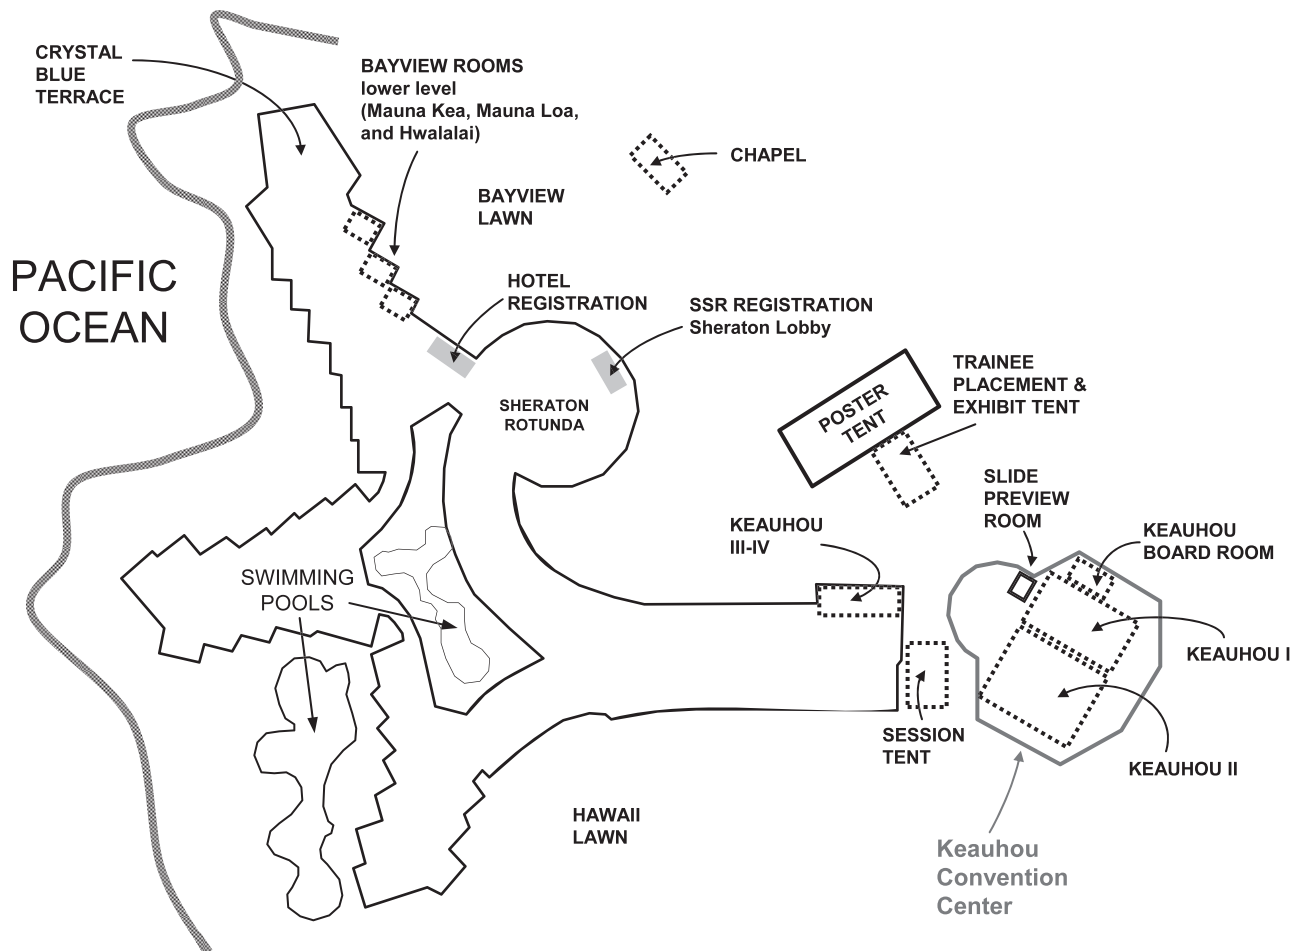 CRYSTAL
BLUE
TERRACE
BAYVIEW ROOMS
lower level
(Mauna Kea, Mauna Loa,
and Hwalalai)
CHAPEL
BAYVIEW
LAWN
PACIFIC
OCEAN
HOTEL
REGISTRATION
SSR REGISTRATION
Sheraton Lobby
SHERATON
ROTUNDA
POSTER
TENT
TRAINEE
PLACEMENT &
EXHIBIT TENT
SLIDE
PREVIEW
ROOM
KEAUHOU
III-IV
KEAUHOU
BOARD ROOM
SWIMMING
POOLS
KEAUHOU I
SESSION
TENT
KEAUHOU II
HAWAII
LAWN
Keauhou
Convention
Center